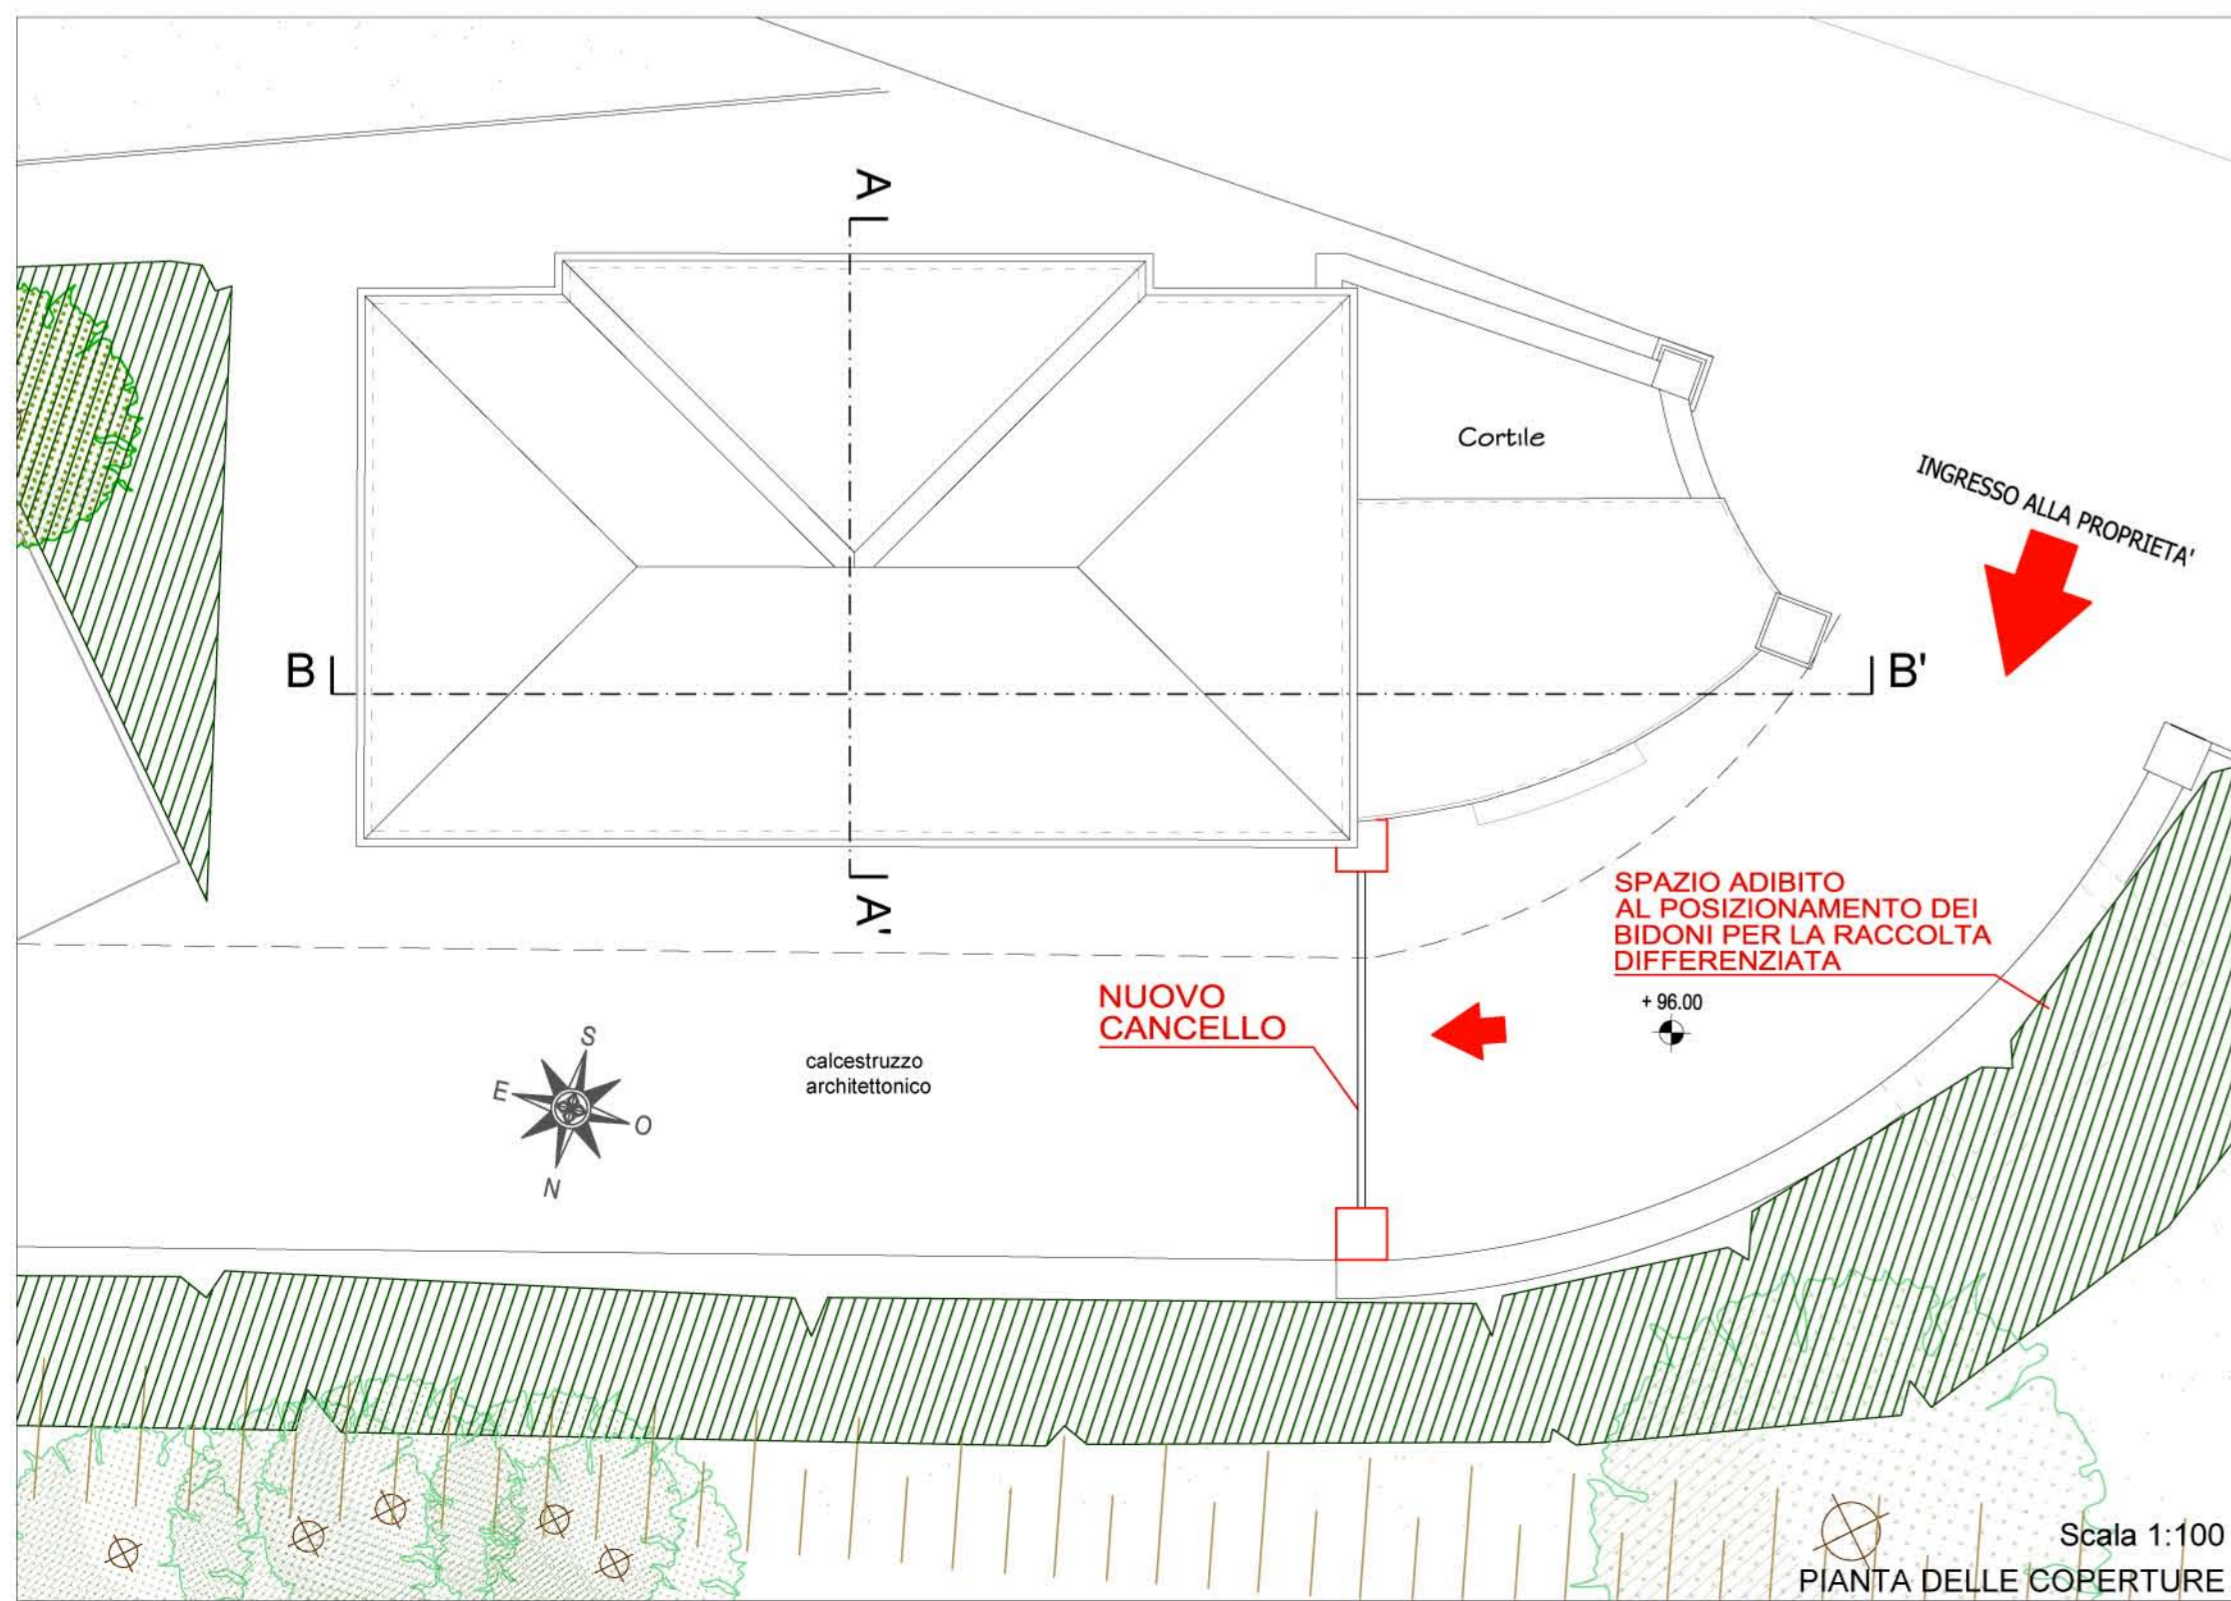 A
Cortile
INGRESSO ALLA PROPRIETA'
B
B'
A'
SPAZIO ADIBITO
AL POSIZIONAMENTO DEI
BIDONI PER LA RACCOLTA
DIFFERENZIATA
NUOVO
CANCELLO
+ 96.00
calcestruzzo
architettonico
S
E
O
N
Scala 1:100
PIANTA DELLE COPERTURE